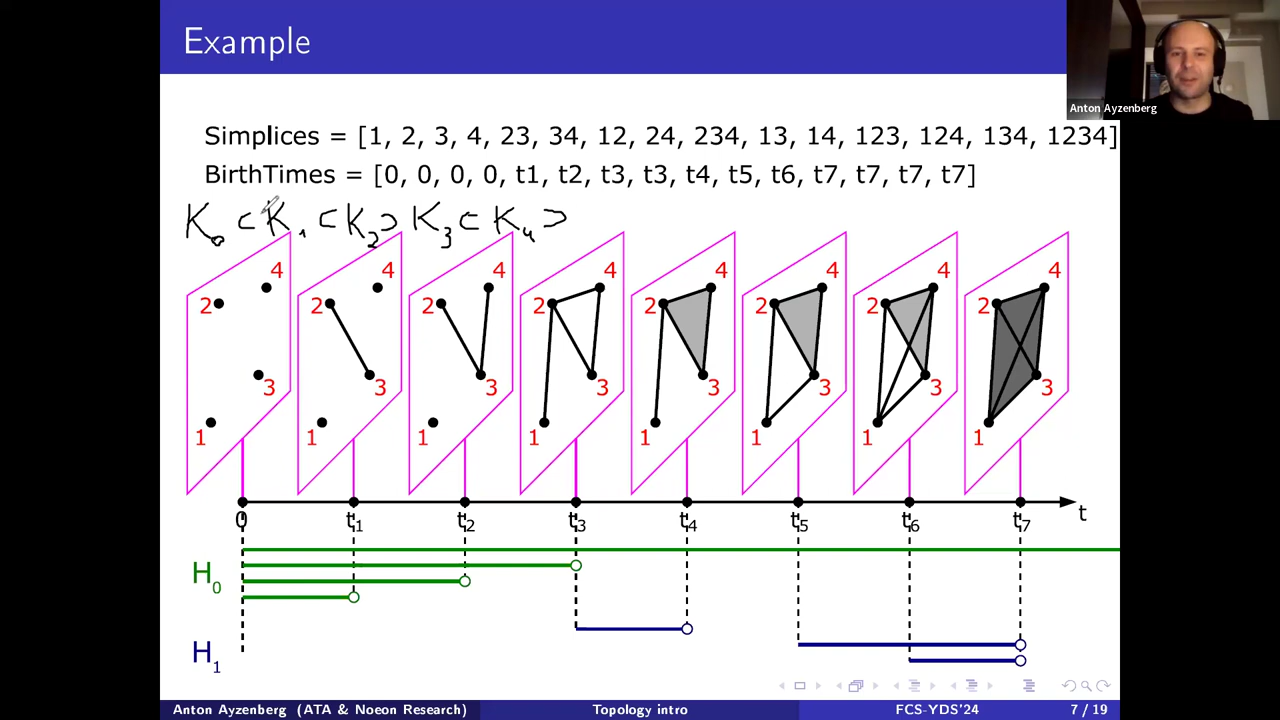 Example
Anton Ayzenberg
Simplices = [1, 2, 3, 4, 23, 34, 12, 24, 234, 13, 14, 123, 124, 134, 1234]
BirthTimes = [0, 0, 0, 0, t1, t2, t3, t3, t4, t5, t6, t7, t7, t7, t7]
K₀ ⊂ K₁ ⊂ K₂ ⊃ K₃ ⊂ K₄ ⊃
4 4 4 4 4 4 4 4
2 2 2 2 2 2 2 2
3 3 3 3 3 3 3 3
1 1 1 1 1 1 1 1
0 t₁ t₂ t₃ t₄ t₅ t₆ t₇ t
H₀
H₁
Anton Ayzenberg (ATA & Noeon Research) Topology intro FCS-YDS'24 7 / 19